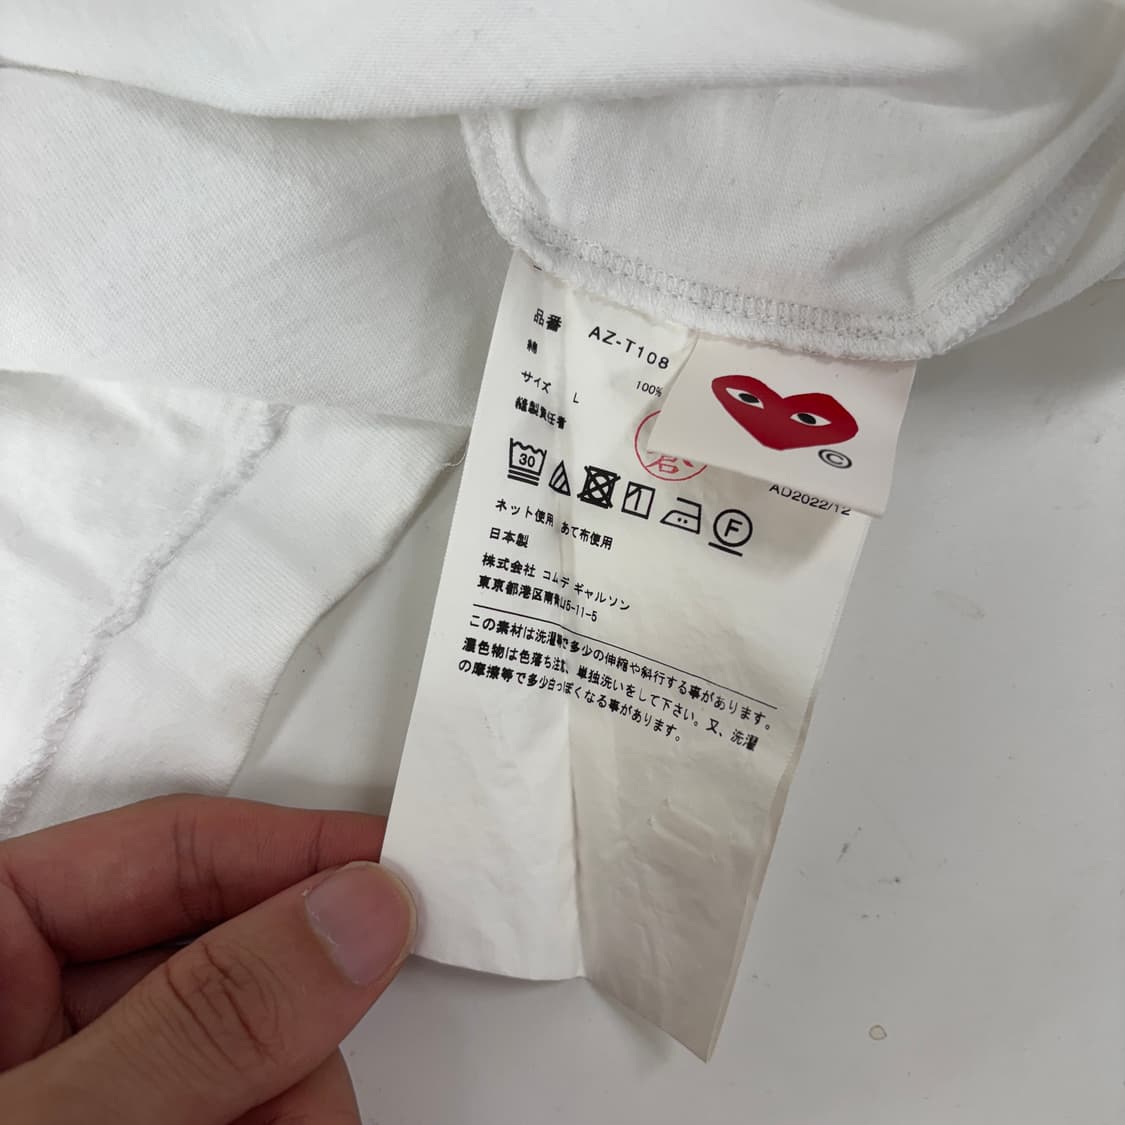 品番 AZ-T108
綿 100%
サイズ L
縫製責任者
倉
©
AD2022/12
30
F
ネット使用 あて布使用
日本製
株式会社 コムデ ギャルソン
東京都港区南青山5-11-5
この素材は洗濯等で多少の伸縮や斜行する事があります。
濃色物は色落ち注意、単独洗いをして下さい。又、洗濯
の摩擦等で多少白っぽくなる事があります。